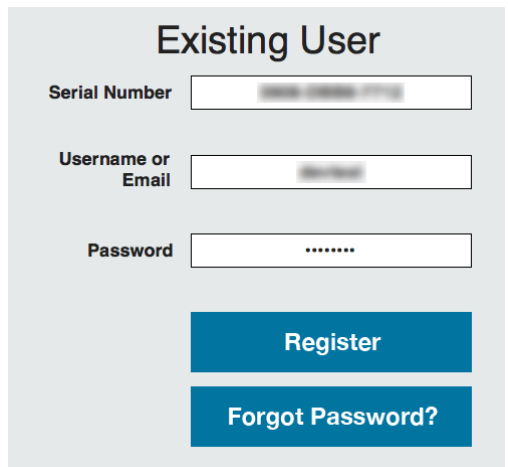 Existing User
Serial Number
Username or
Email
Password
••••••••
Register
Forgot Password?